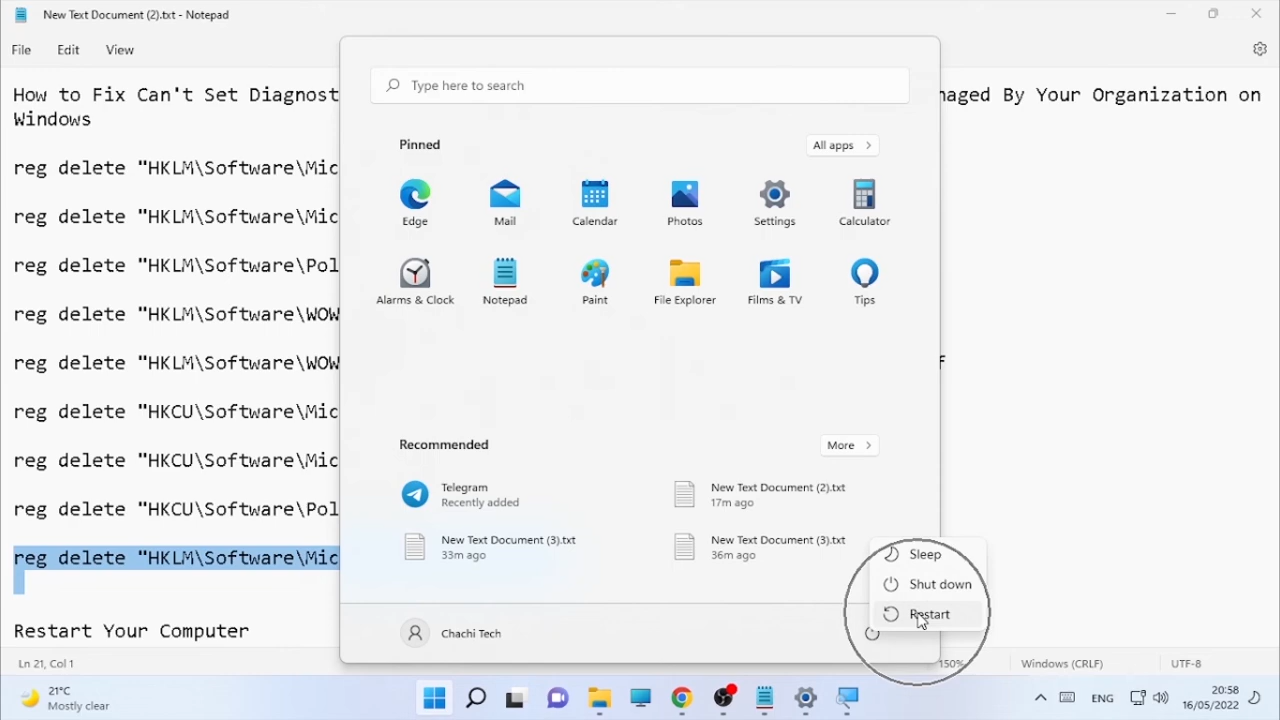 New Text Document (2).txt - Notepad
File Edit View
How to Fix Can't Set Diagnost
naged By Your Organization on
Windows
reg delete "HKLM\Software\Mic
reg delete "HKLM\Software\Mic
reg delete "HKLM\Software\Pol
reg delete "HKLM\Software\WOW
reg delete "HKLM\Software\WOW
f
reg delete "HKCU\Software\Mic
reg delete "HKCU\Software\Mic
reg delete "HKCU\Software\Pol
reg delete "HKLM\Software\Mic
Restart Your Computer
Type here to search
Pinned
All apps
Edge Mail Calendar Photos Settings Calculator
Alarms & Clock Notepad Paint File Explorer Films & TV Tips
Recommended
More
Telegram
Recently added
New Text Document (2).txt
17m ago
New Text Document (3).txt
33m ago
New Text Document (3).txt
36m ago
Sleep
Shut down
Restart
Chachi Tech
Ln 21, Col 1
150%
Windows (CRLF)
UTF-8
21°C
Mostly clear
ENG
20:58
16/05/2022